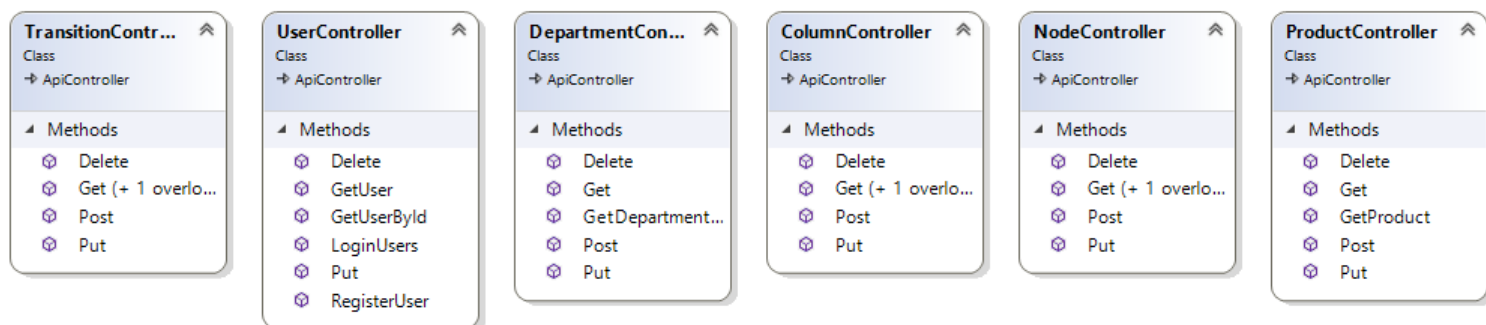 TransitionContr...
Class
ApiController
Methods
Delete
Get (+ 1 overlo...
Post
Put
UserController
Class
ApiController
Methods
Delete
GetUser
GetUserById
LoginUsers
Put
RegisterUser
DepartmentCon...
Class
ApiController
Methods
Delete
Get
GetDepartment...
Post
Put
ColumnController
Class
ApiController
Methods
Delete
Get (+ 1 overlo...
Post
Put
NodeController
Class
ApiController
Methods
Delete
Get (+ 1 overlo...
Post
Put
ProductController
Class
ApiController
Methods
Delete
Get
GetProduct
Post
Put